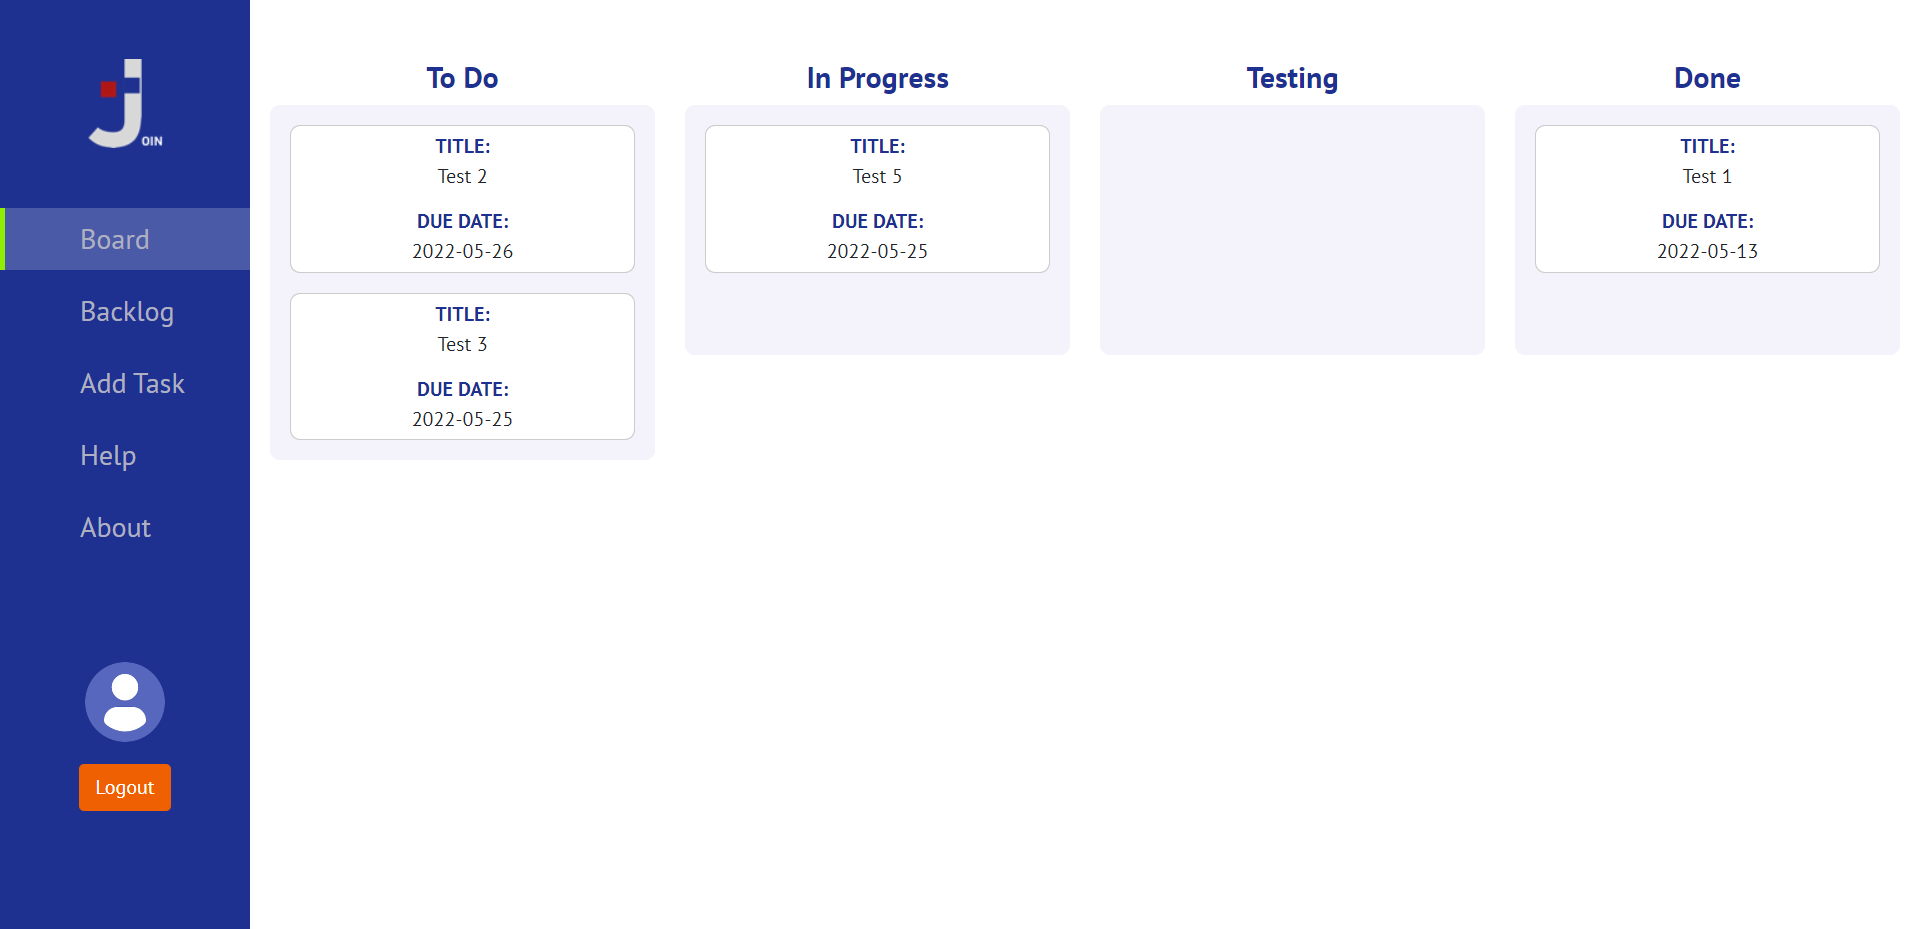 JOIN
Board
Backlog
Add Task
Help
About
Logout
To Do
TITLE:
Test 2
DUE DATE:
2022-05-26
TITLE:
Test 3
DUE DATE:
2022-05-25
In Progress
TITLE:
Test 5
DUE DATE:
2022-05-25
Testing
Done
TITLE:
Test 1
DUE DATE:
2022-05-13